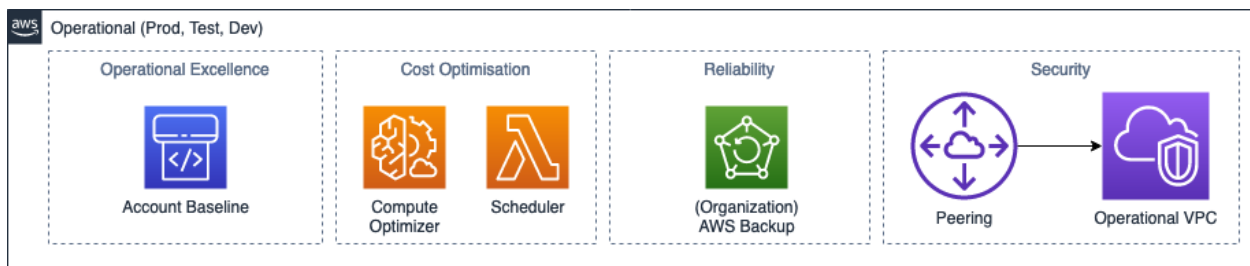 aws
Operational (Prod, Test, Dev)
Operational Excellence
</>
Account Baseline
Cost Optimisation
Compute
Optimizer
Scheduler
Reliability
(Organization)
AWS Backup
Security
Peering
Operational VPC